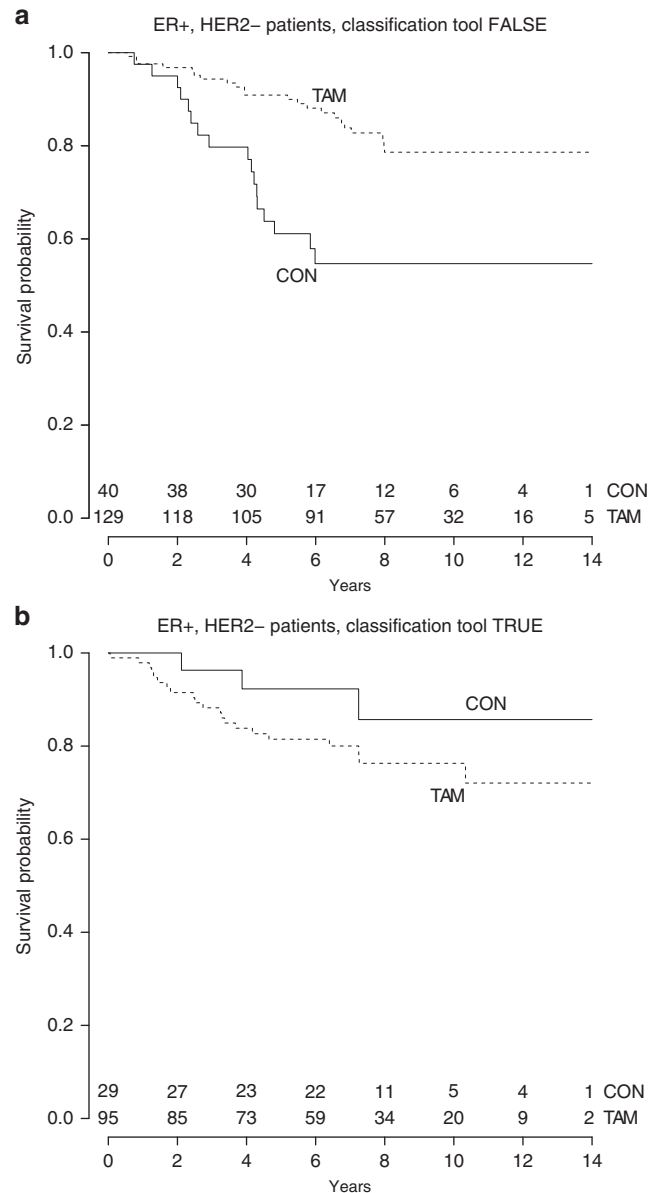 a
ER+, HER2− patients, classification tool FALSE
1.0
0.8
0.6
0.4
0.2
0.0
Survival probability
TAM
CON
40 38 30 17 12 6 4 1 CON
129 118 105 91 57 32 16 5 TAM
0 2 4 6 8 10 12 14
Years
b
ER+, HER2− patients, classification tool TRUE
1.0
0.8
0.6
0.4
0.2
0.0
Survival probability
CON
TAM
29 27 23 22 11 5 4 1 CON
95 85 73 59 34 20 9 2 TAM
0 2 4 6 8 10 12 14
Years